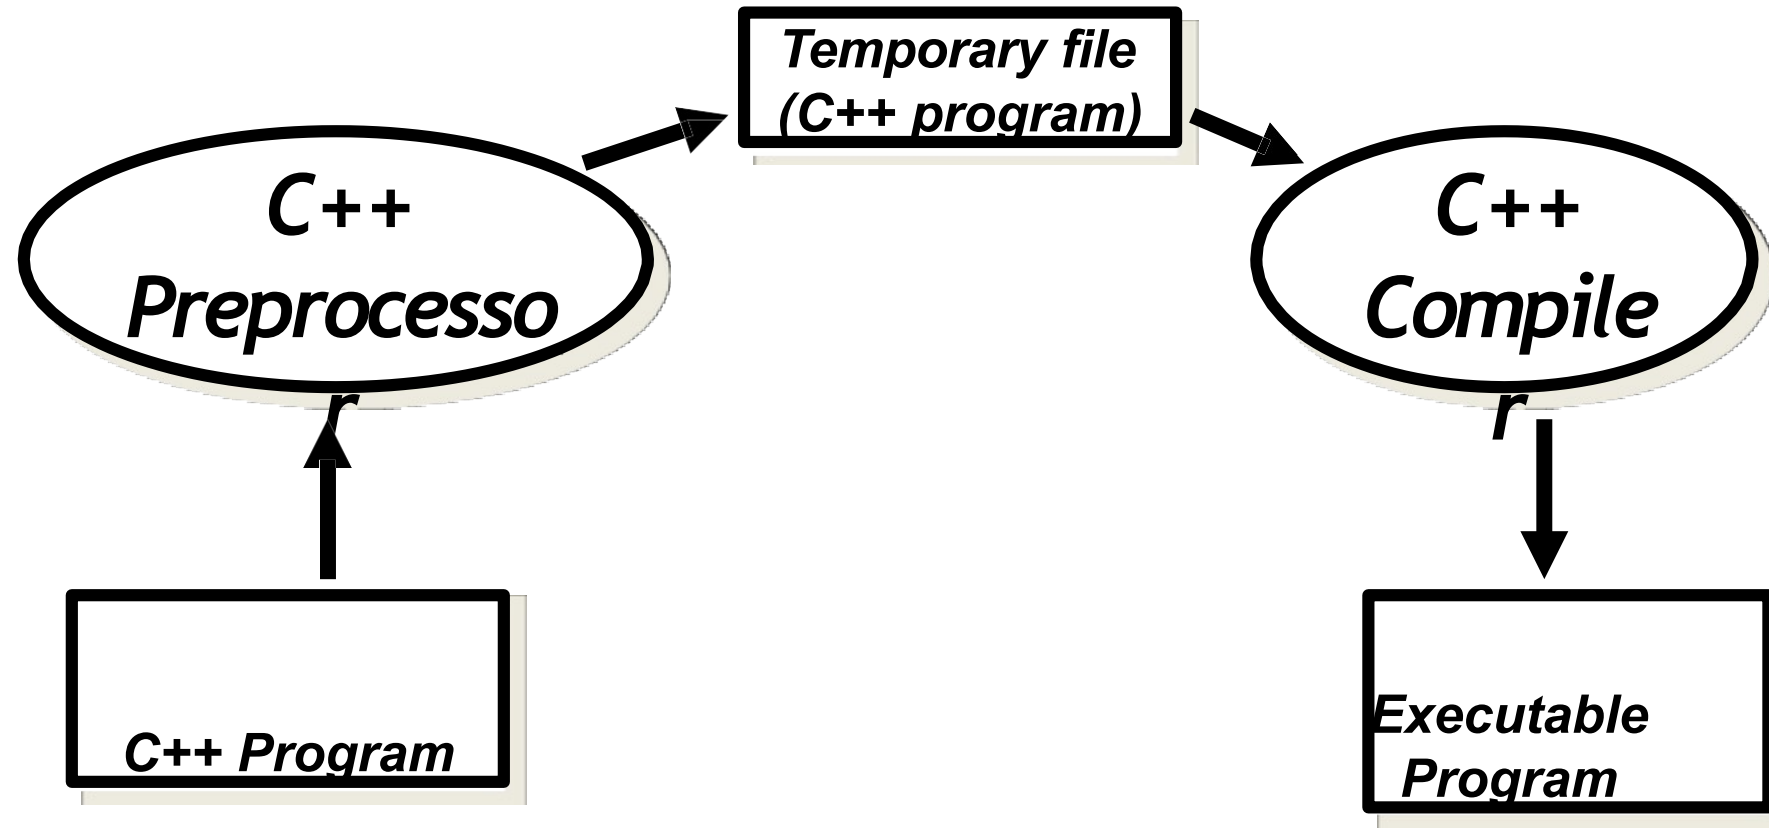 Temporary file
(C++ program)
C++
Preprocesso
r
C++
Compile
r
C++ Program
Executable
Program